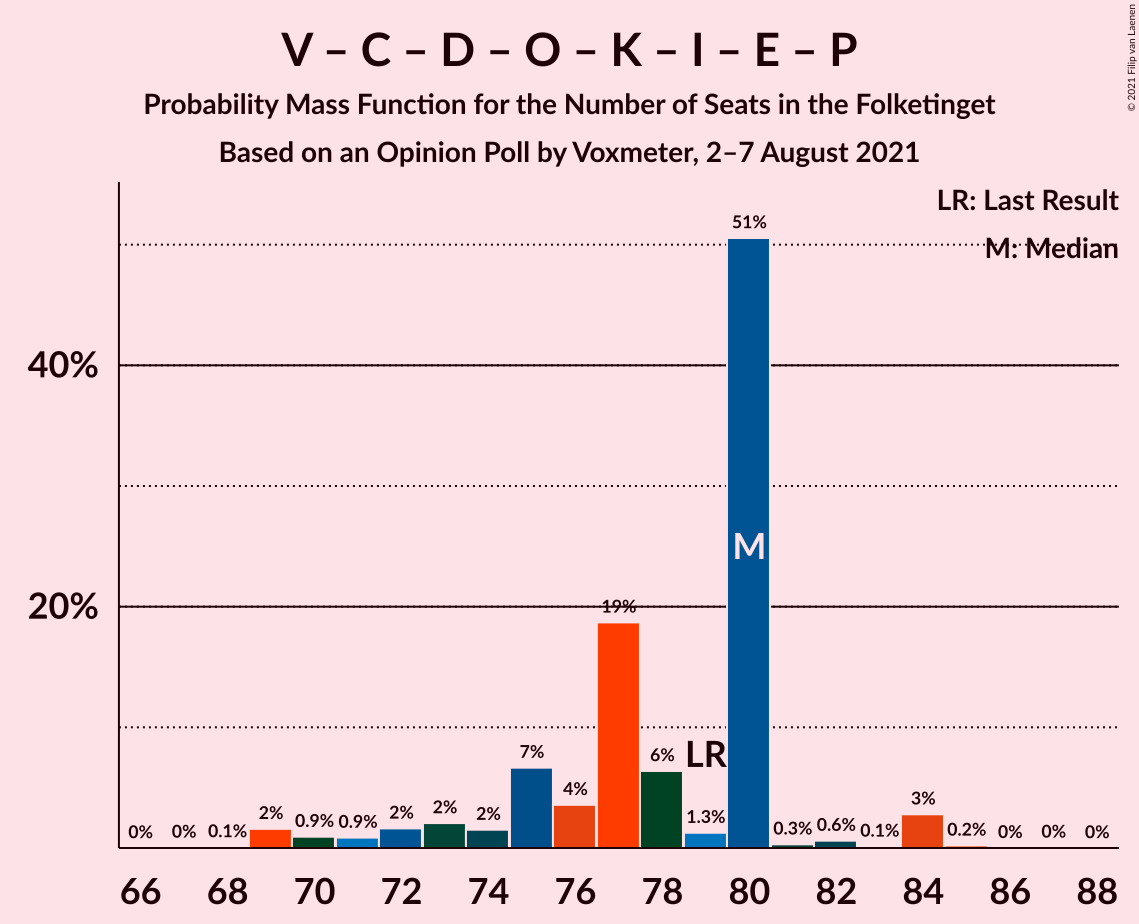 V – C – D – O – K – I – E – P
Probability Mass Function for the Number of Seats in the Folketinget
Based on an Opinion Poll by Voxmeter, 2–7 August 2021
© 2021 Filip van Laenen
LR: Last Result
M: Median
40%
20%
0% 0% 0.1% 2% 0.9% 0.9% 2% 2% 2% 7% 4% 19% 6% 1.3% 51% 0.3% 0.6% 0.1% 3% 0.2% 0% 0% 0%
LR
M
66 68 70 72 74 76 78 80 82 84 86 88